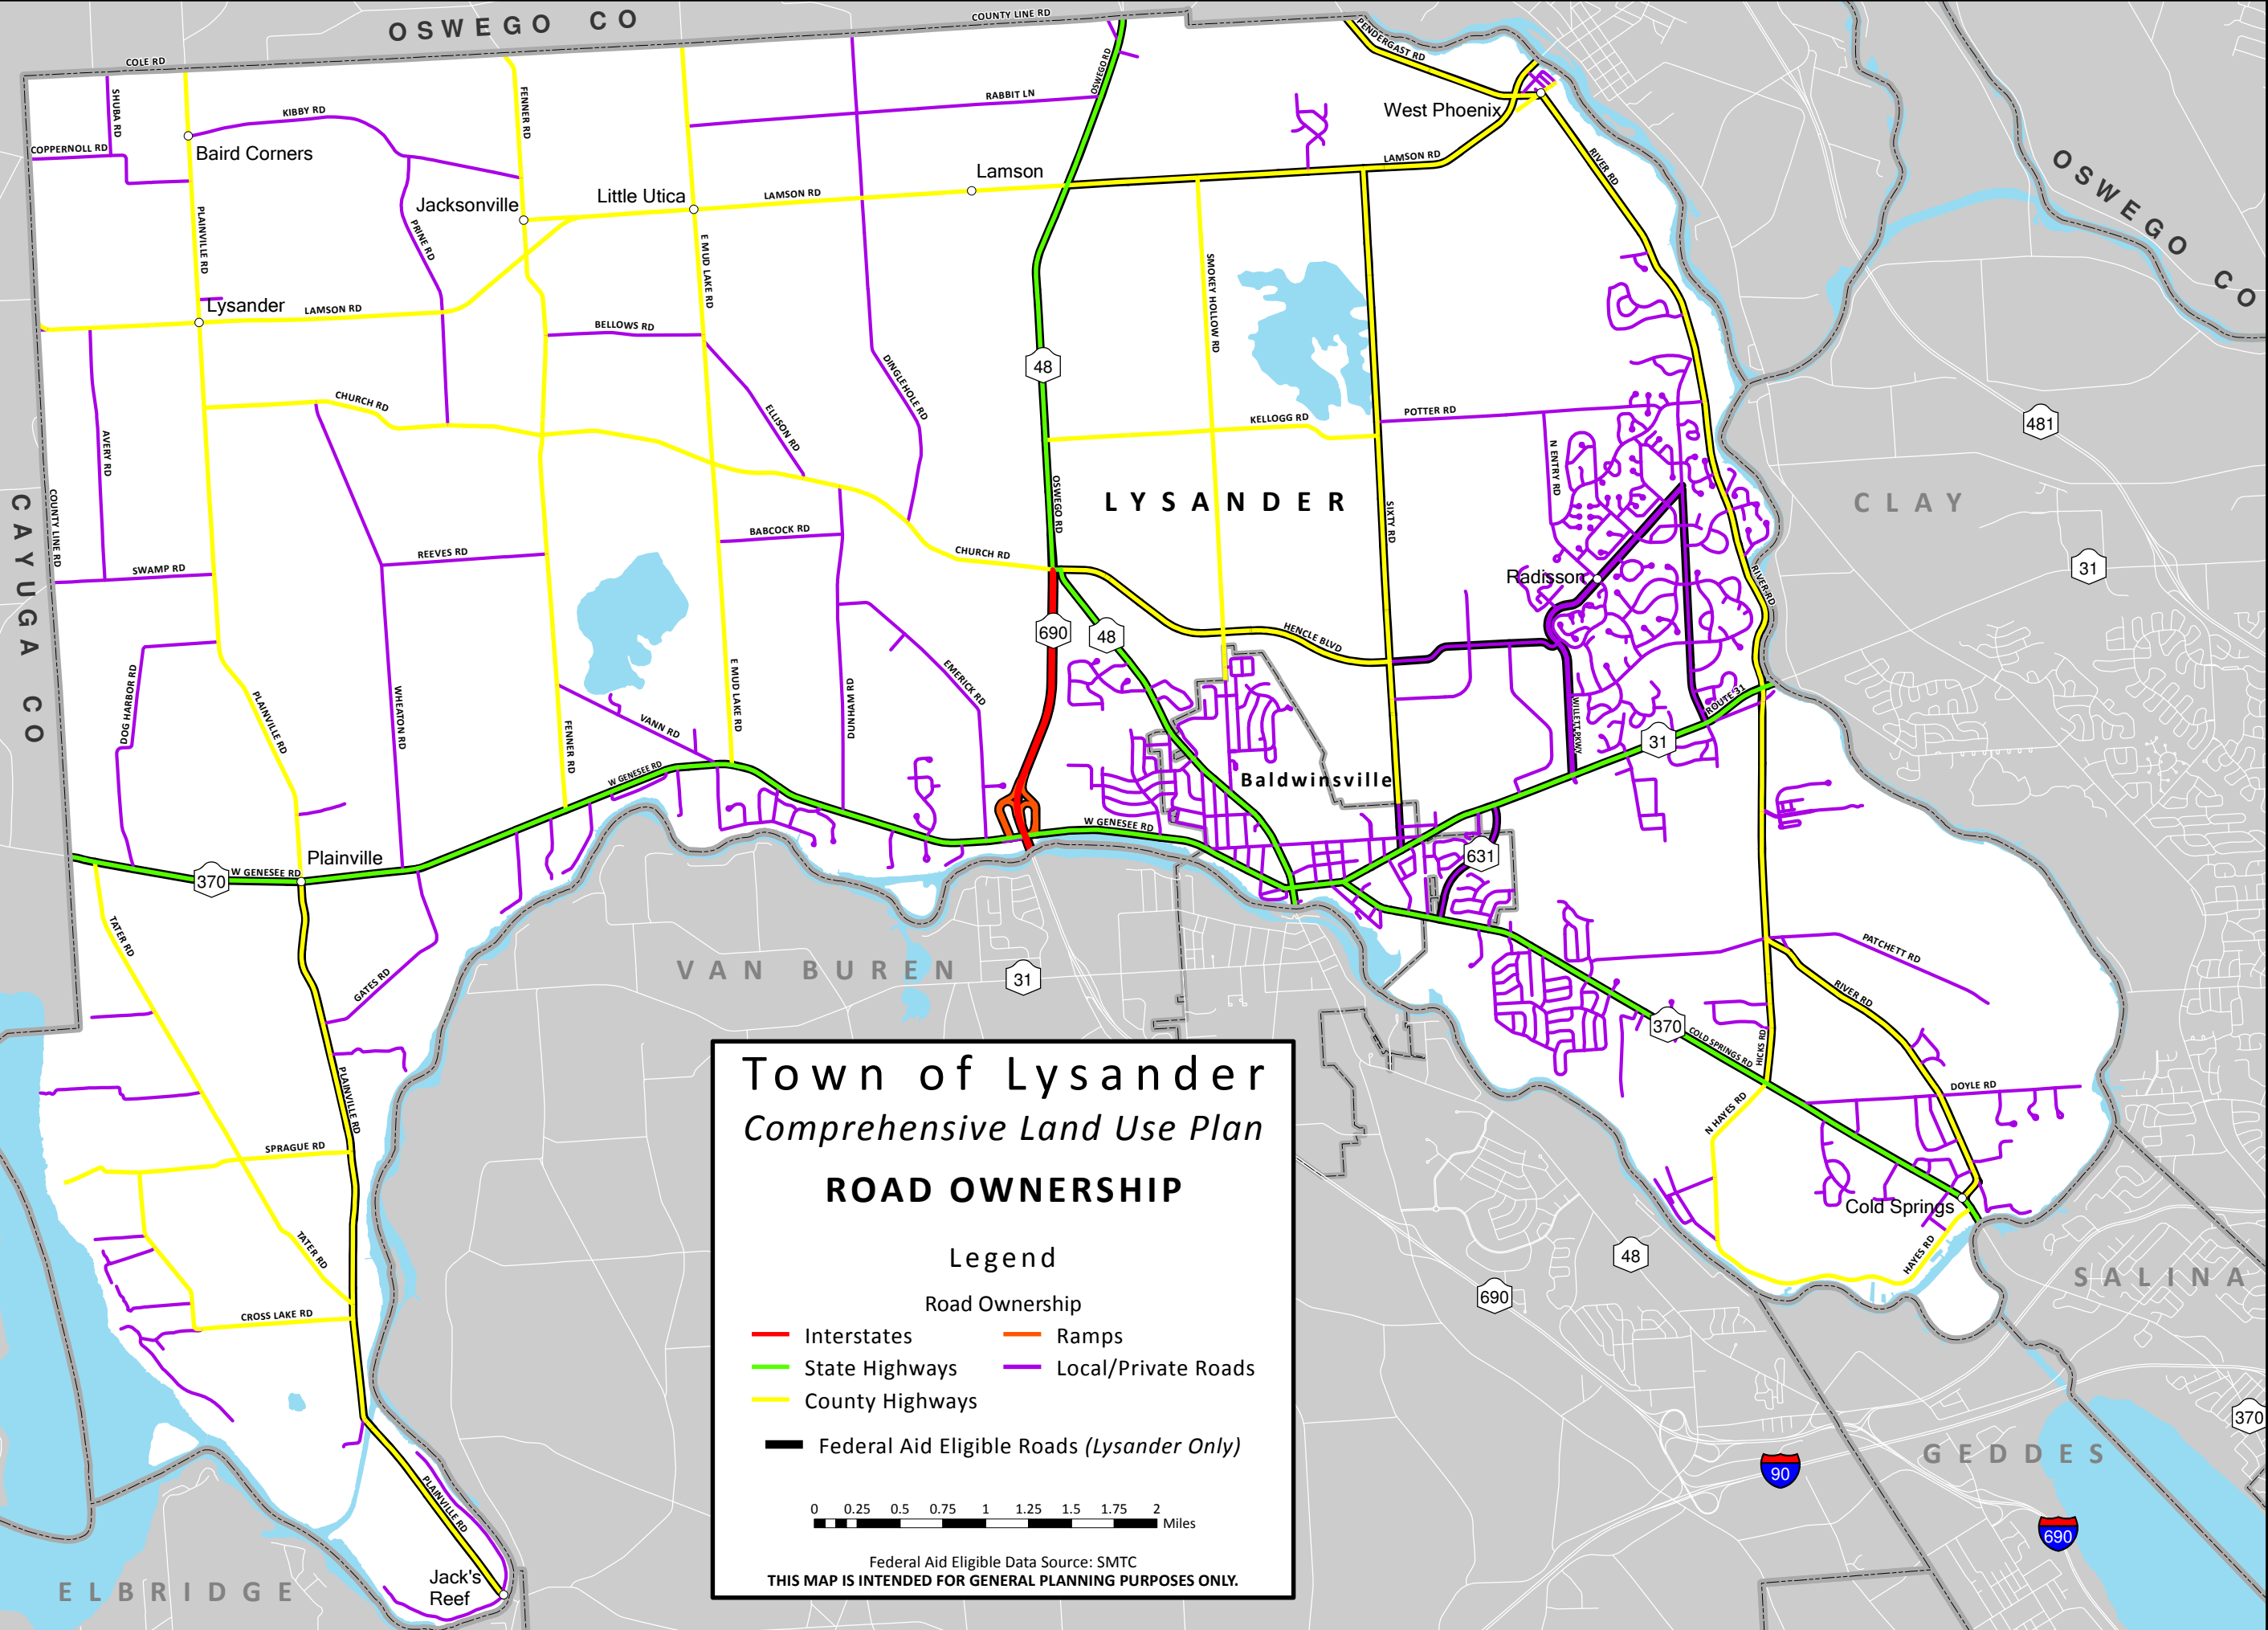 OSWEGO CO
COUNTY LINE RD
COLE RD
PENDERGAST RD
SHUBA RD
KIBBY RD
FENNER RD
RABBIT LN
OSWEGO RD
West Phoenix
COPPERNOLL RD
Baird Corners
LAMSON RD
RIVER RD
OSWEGO CO
Jacksonville
Little Utica
LAMSON RD
Lamson
PLAINVILLE RD
PRINE RD
E MUD LAKE RD
SMOKEY HOLLOW RD
Lysander
LAMSON RD
BELLOWS RD
48
DINGLEHOLE RD
CHURCH RD
ELLISON RD
KELLOGG RD
POTTER RD
481
AVERY RD
N ENTRY RD
COUNTY LINE RD
OSWEGO RD
LYSANDER
SIXTY RD
CLAY
CAYUGA CO
SWAMP RD
REEVES RD
BABCOCK RD
CHURCH RD
Radisson
RIVER RD
31
690
48
HENCLE BLVD
DOG HARBOR RD
PLAINVILLE RD
WHEATON RD
FENNER RD
VANN RD
E MUD LAKE RD
DUNHAM RD
EMERICK RD
WILLETT PKWY
ROUTE 31
31
W GENESEE RD
Baldwinsville
W GENESEE RD
Plainville
631
370
W GENESEE RD
TATER RD
GATES RD
VAN BUREN
31
PATCHETT RD
RIVER RD
370
COLD SPRINGS RD
HICKS RD
PLAINVILLE RD
DOYLE RD
N HAYES RD
SPRAGUE RD
Cold Springs
TATER RD
HAYES RD
48
SALINA
690
CROSS LAKE RD
370
GEDDES
90
PLAINVILLE RD
690
Jack's
Reef
ELBRIDGE
Town of Lysander
Comprehensive Land Use Plan
ROAD OWNERSHIP
Legend
Road Ownership
Interstates
Ramps
State Highways
Local/Private Roads
County Highways
Federal Aid Eligible Roads (Lysander Only)
0 0.25 0.5 0.75 1 1.25 1.5 1.75 2
Miles
Federal Aid Eligible Data Source: SMTC
THIS MAP IS INTENDED FOR GENERAL PLANNING PURPOSES ONLY.